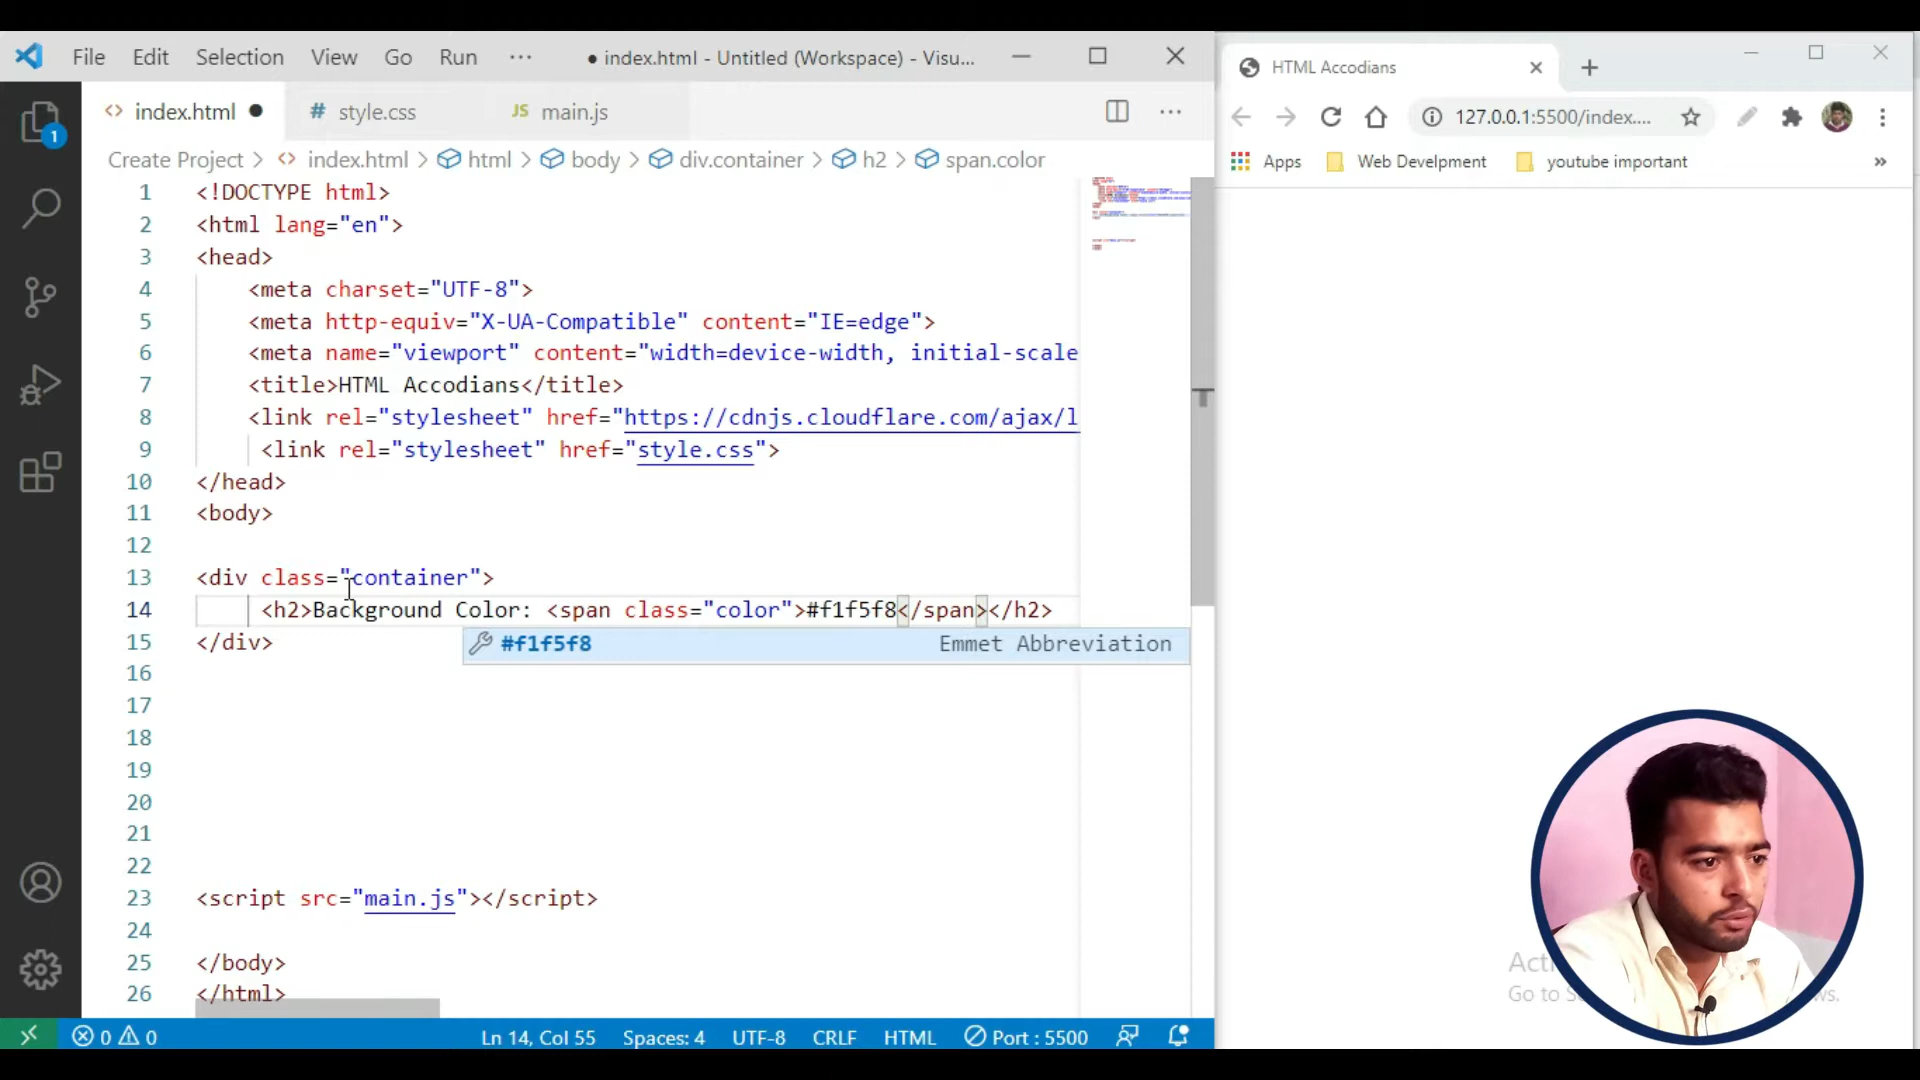 File Edit Selection View Go Run ··· ● index.html - Untitled (Workspace) - Visu...
<> index.html ● # style.css JS main.js ···
1
Create Project > <> index.html > html > body > div.container > h2 > span.color
1 <!DOCTYPE html>
2 <html lang="en">
3 <head>
4 <meta charset="UTF-8">
5 <meta http-equiv="X-UA-Compatible" content="IE=edge">
6 <meta name="viewport" content="width=device-width, initial-scale
7 <title>HTML Accodians</title>
8 <link rel="stylesheet" href="https://cdnjs.cloudflare.com/ajax/l
9 <link rel="stylesheet" href="style.css">
10 </head>
11 <body>
12
13 <div class="container">
14 <h2>Background Color: <span class="color">#f1f5f8</span></h2>
#f1f5f8 Emmet Abbreviation
15 </div>
16
17
18
19
20
21
22
23 <script src="main.js"></script>
24
25 </body>
26 </html>
0 0 Ln 14, Col 55 Spaces: 4 UTF-8 CRLF HTML Port : 5500
HTML Accodians
127.0.0.1:5500/index....
Apps Web Develpment youtube important »
Go to